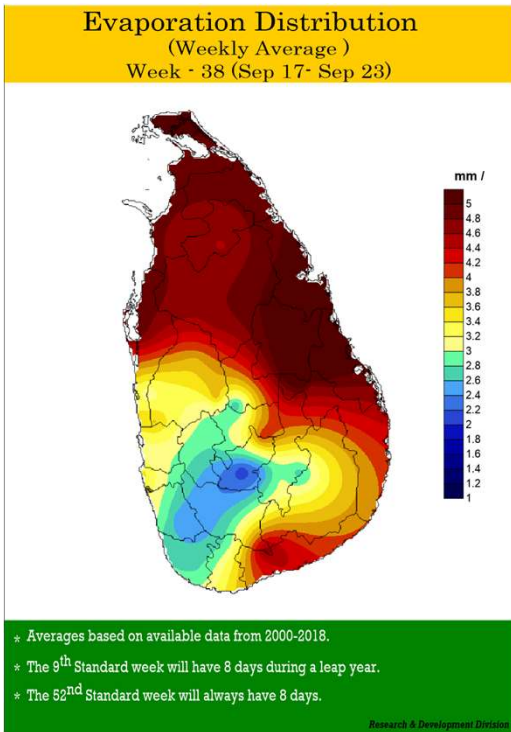 Evaporation Distribution
(Weekly Average )
Week - 38 (Sep 17- Sep 23)
mm /
5
4.8
4.6
4.4
4.2
4
3.8
3.6
3.4
3.2
3
2.8
2.6
2.4
2.2
2
1.8
1.6
1.4
1.2
1
* Averages based on available data from 2000-2018.
* The 9th Standard week will have 8 days during a leap year.
* The 52nd Standard week will always have 8 days.
Research & Development Division